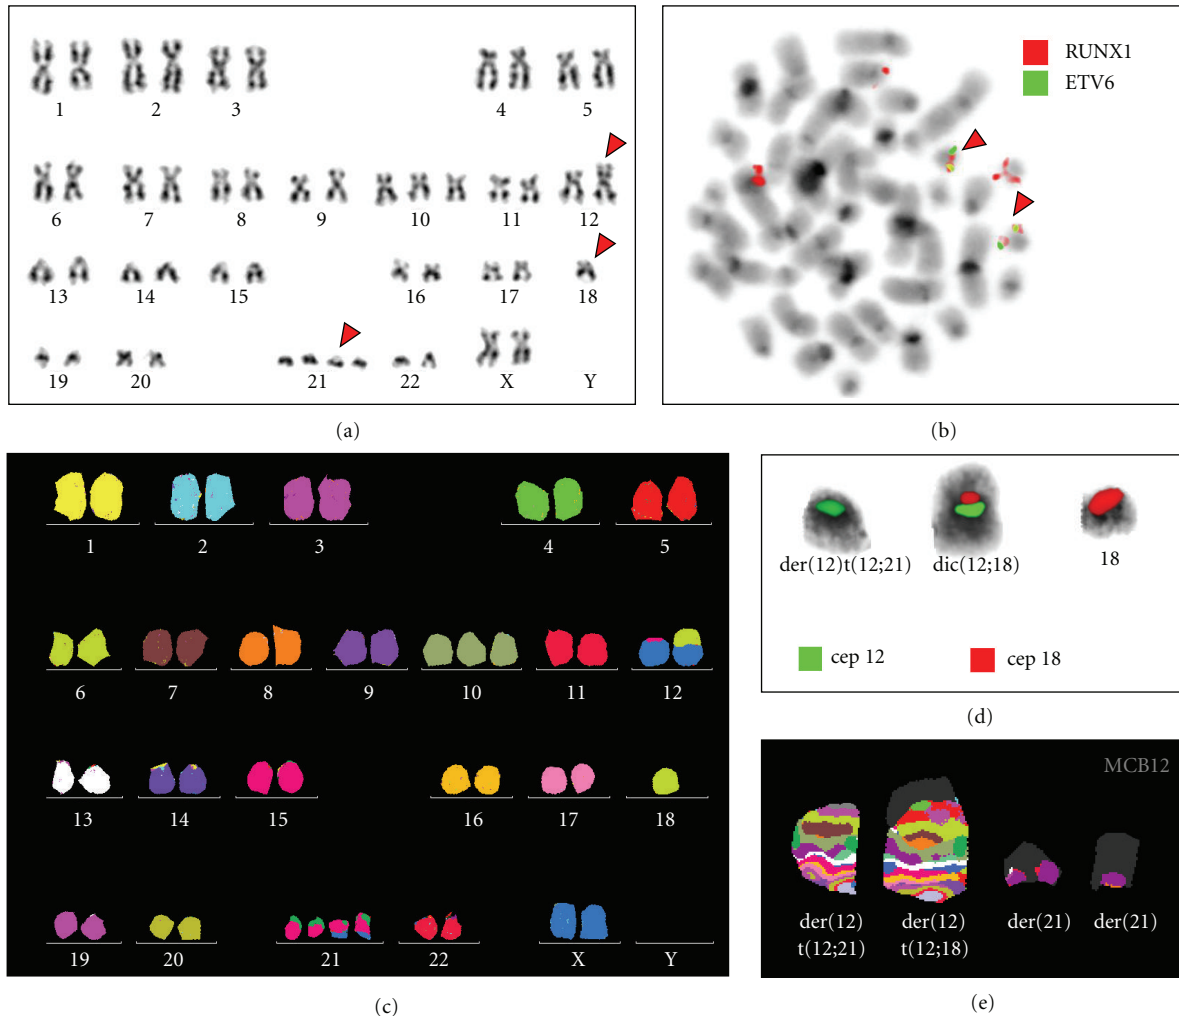 1 2 3 4 5
6 7 8 9 10 11 12
13 14 15 16 17 18
19 20 21 22 X Y
(a)
RUNX1
ETV6
(b)
1 2 3 4 5
6 7 8 9 10 11 12
13 14 15 16 17 18
19 20 21 22 X Y
(c)
der(12)t(12;21) dic(12;18) 18
cep 12 cep 18
(d)
MCB12
der(12) der(12) der(21) der(21)
t(12;21) t(12;18)
(e)